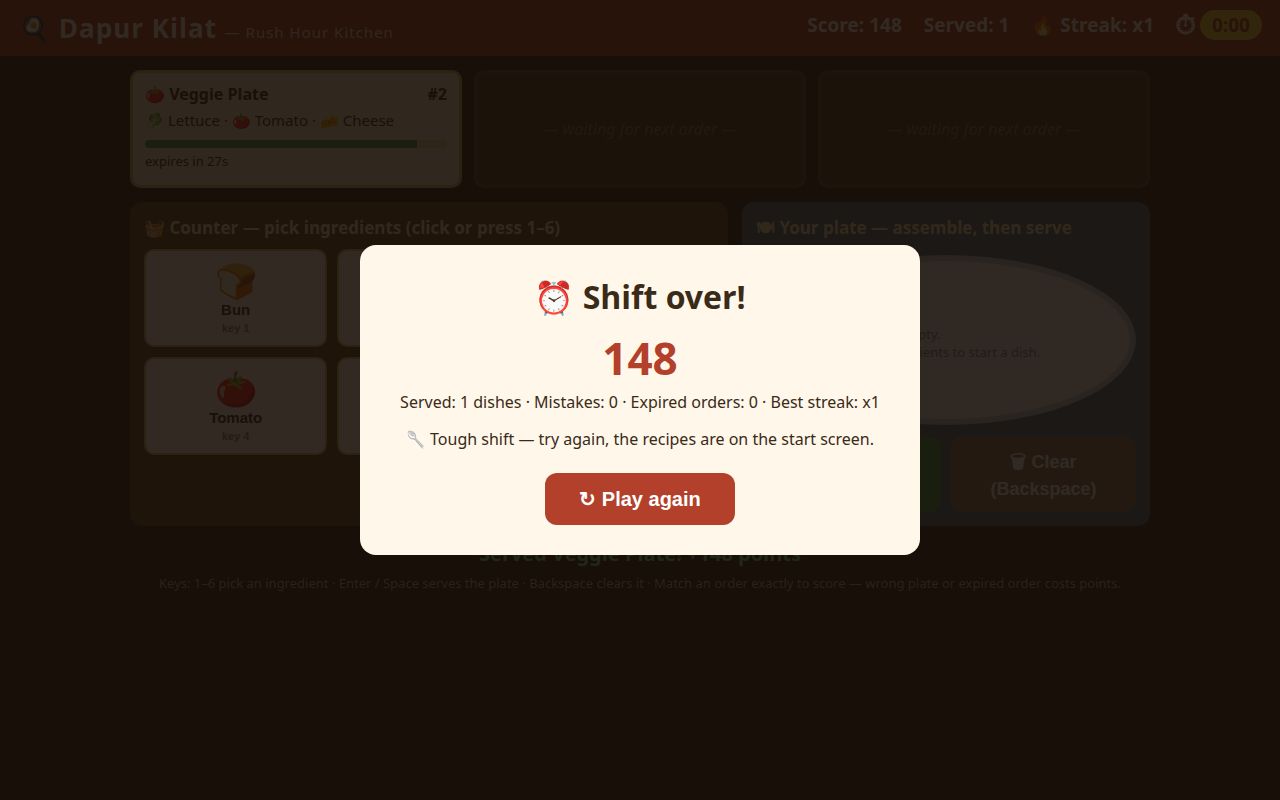 Dapur Kilat — Rush Hour Kitchen
Score: 148 Served: 1 Streak: x1 0:00
Veggie Plate #2
Lettuce · Tomato · Cheese
expires in 27s
— waiting for next order —
— waiting for next order —
Counter — pick ingredients (click or press 1–6)
Bun
key 1
Tomato
key 4
Your plate — assemble, then serve
Clear
(Backspace)
Shift over!
148
Served: 1 dishes · Mistakes: 0 · Expired orders: 0 · Best streak: x1
Tough shift — try again, the recipes are on the start screen.
↻ Play again
Served Veggie Plate! · 148 points
Keys: 1–6 pick an ingredient · Enter / Space serves the plate · Backspace clears it · Match an order exactly to score — wrong plate or expired order costs points.